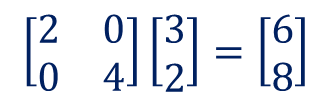 [2 0] [3] = [6]
[0 4] [2] [8]